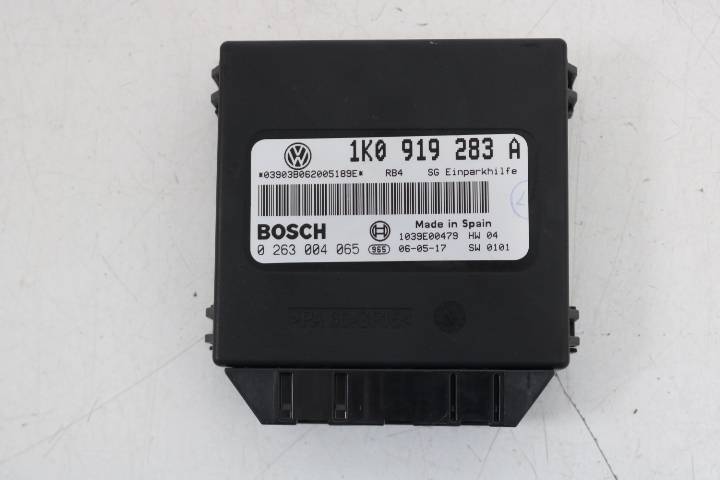 1K0 919 283 A
*03903B062005189E* RB4 SG Einparkhilfe
BOSCH Made in Spain
1039E00479 HW 04
0 263 004 065 965 06-05-17 SW 0101